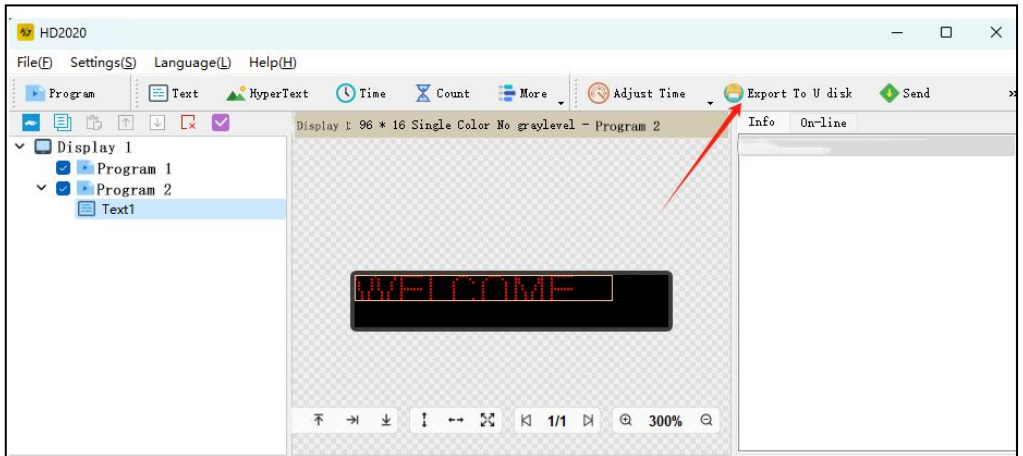 HD2020
File(F) Settings(S) Language(L) Help(H)
Program Text HyperText Time Count More Adjust Time Export To U disk Send »
Display 1: 96 * 16 Single Color No graylevel - Program 2
Info On-line
Display 1
Program 1
Program 2
Text1
WELCOME
1/1 300%